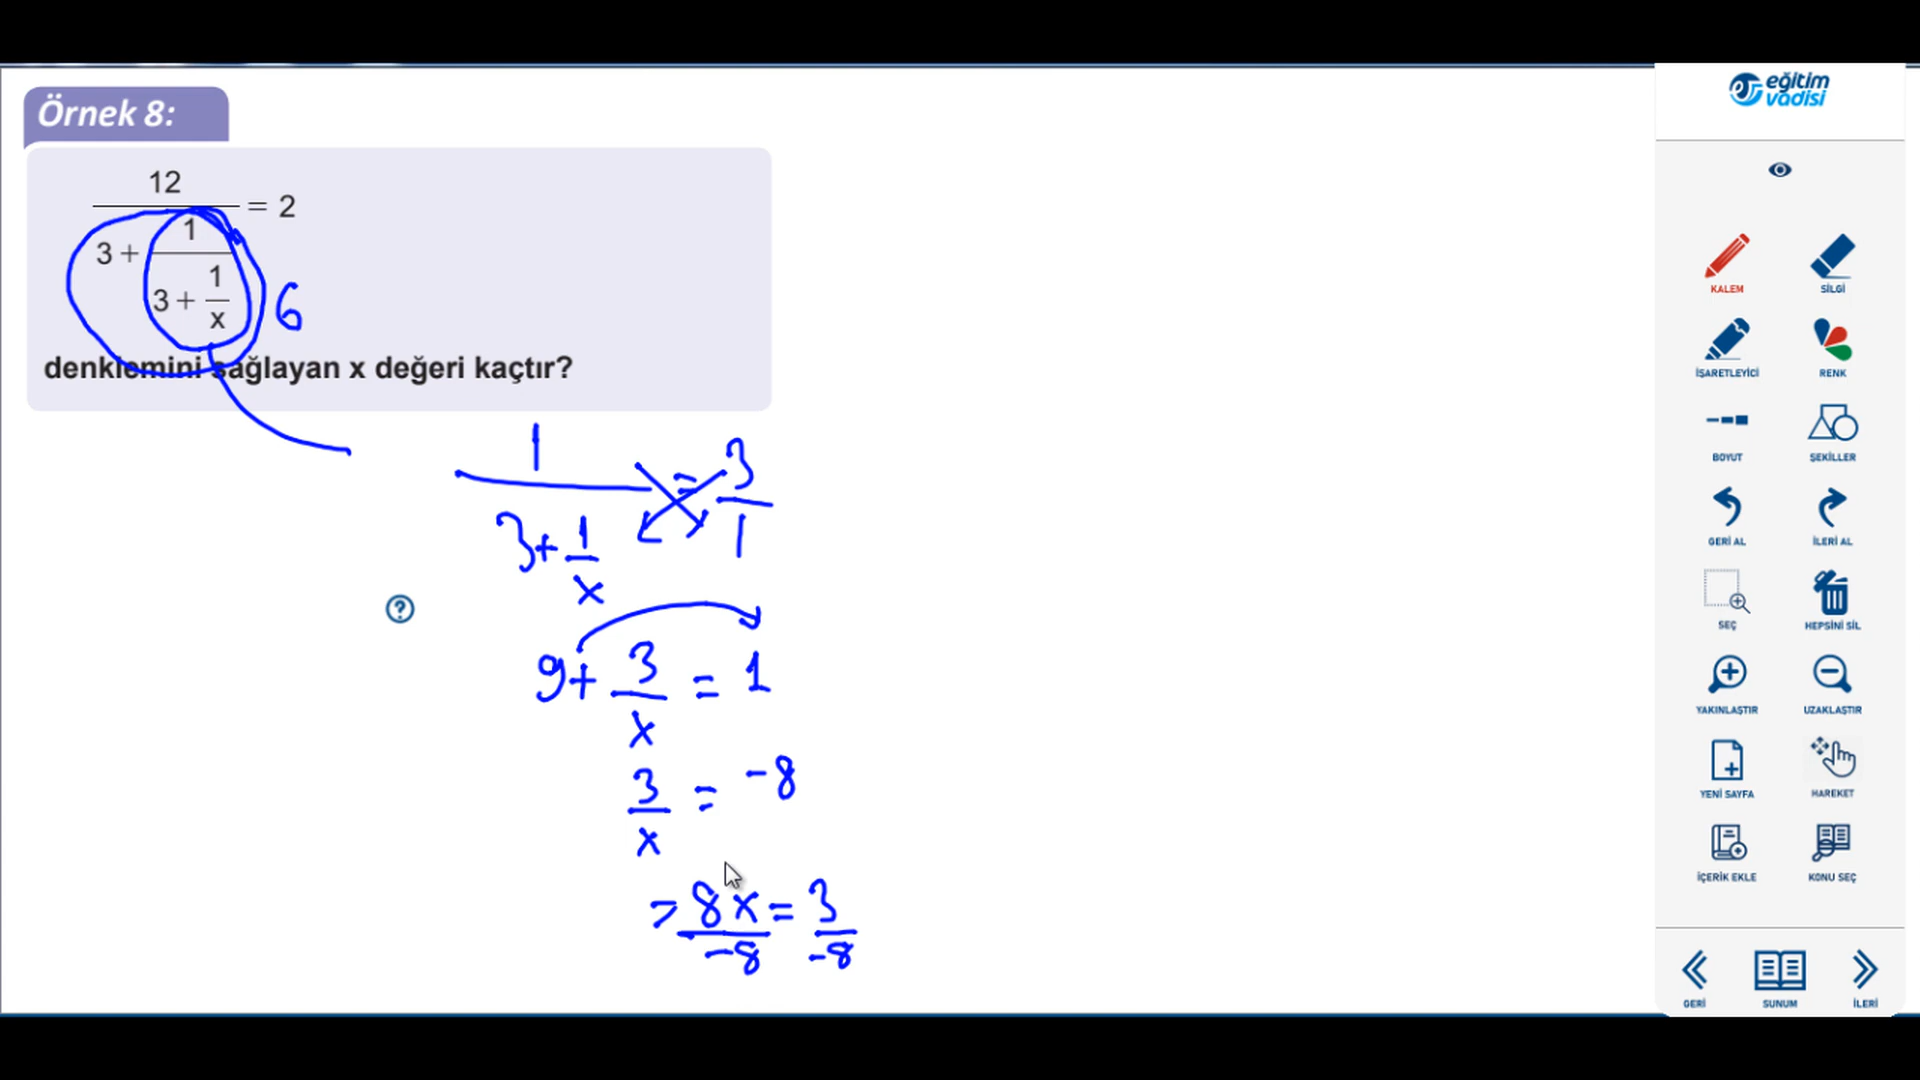 Örnek 8:
12
= 2
3 + 1
3 + 1
x
6
denklemini sağlayan x değeri kaçtır?
1
= 3
3+ 1
x
1
9+ 3 = 1
x
3 = -8
x
-8x = 3
-8 -8
eğitim
vadisi
KALEM
SİLGİ
İŞARETLEYİCİ
RENK
BOYUT
ŞEKİLLER
GERİ AL
İLERİ AL
SEÇ
HEPSİNİ SİL
YAKINLAŞTIR
UZAKLAŞTIR
YENİ SAYFA
HAREKET
İÇERİK EKLE
KONU SEÇ
GERİ
SUNUM
İLERİ